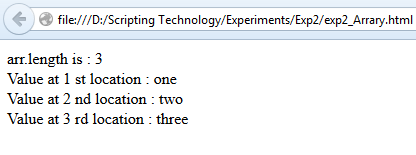 file:///D:/Scripting Technology/Experiments/Exp2/exp2_Arrary.html
arr.length is : 3
Value at 1 st location : one
Value at 2 nd location : two
Value at 3 rd location : three